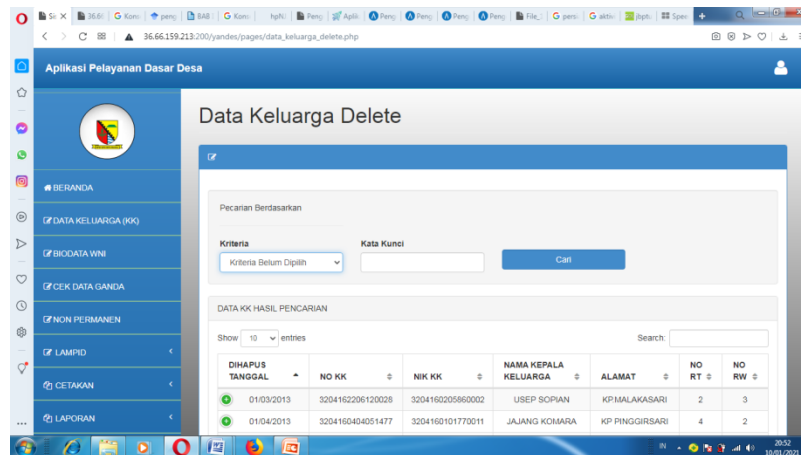 36.66.159.213:200/yandes/pages/data_keluarga_delete.php
Aplikasi Pelayanan Dasar Desa
Data Keluarga Delete
BERANDA
DATA KELUARGA (KK)
BIODATA WNI
CEK DATA GANDA
NON PERMANEN
LAMPID
CETAKAN
LAPORAN
Pecarian Berdasarkan
Kriteria Kata Kunci
Kriteria Belum Dipilih Cari
DATA KK HASIL PENCARIAN
Show 10 entries Search:
DIHAPUS TANGGAL NO KK NIK KK NAMA KEPALA KELUARGA ALAMAT NO RT NO RW
01/03/2013 3204162206120028 3204160205860002 USEP SOPIAN KP.MALAKASARI 2 3
01/04/2013 3204160404051477 3204160101770011 JAJANG KOMARA KP PINGGIRSARI 4 2
IN 20:52
10/01/2021